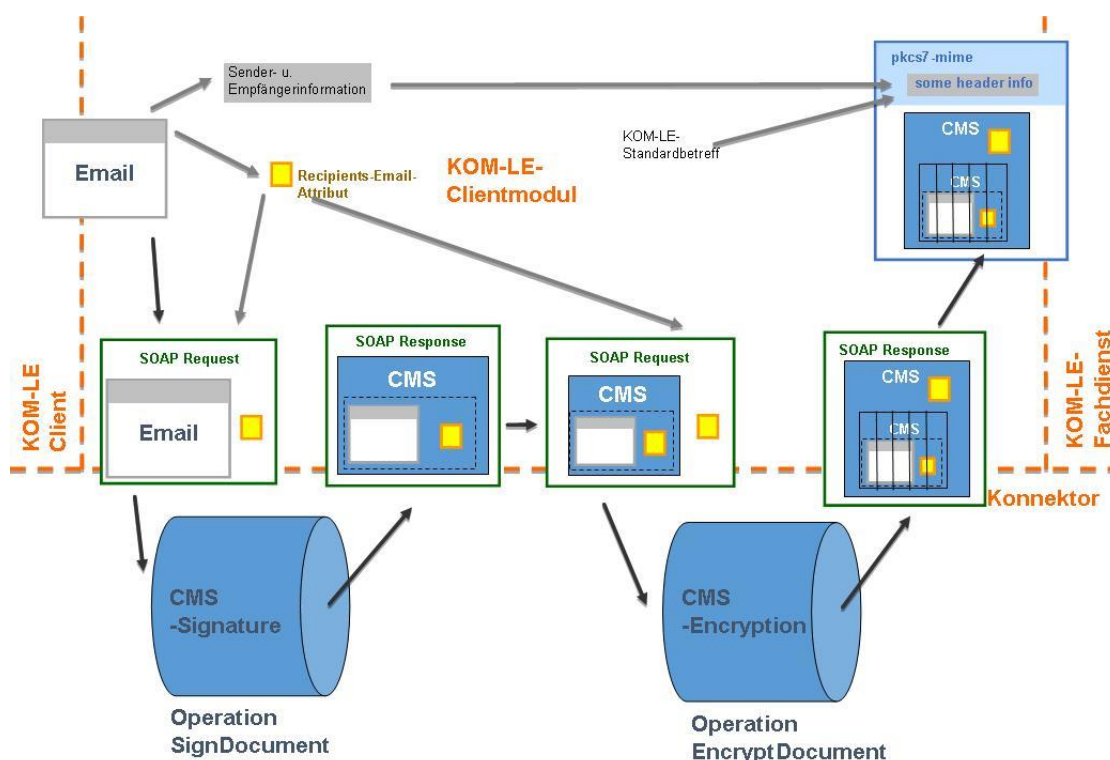 pkcs7-mime
some header info
Sender- u.
Empfängerinformation
KOM-LE-
Standardbetreff
CMS
CMS
Email
Recipients-Email-
Attribut
KOM-LE-
Clientmodul
SOAP Request
Email
SOAP Response
CMS
SOAP Request
CMS
SOAP Response
CMS
CMS
KOM-LE
Client
KOM-LE-
Fachdienst
Konnektor
CMS
-Signature
CMS
-Encryption
Operation
SignDocument
Operation
EncryptDocument